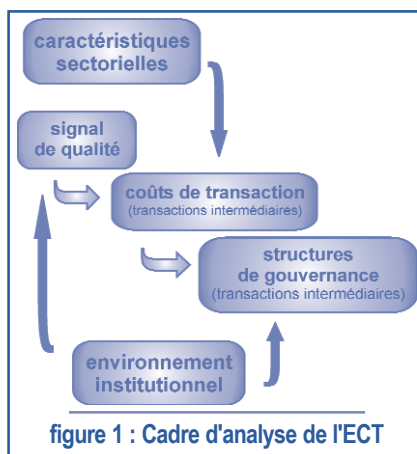 caractéristiques
sectorielles
signal
de qualité
coûts de transaction
(transactions intermédiaires)
structures
de gouvernance
(transactions intermédiaires)
environnement
institutionnel
figure 1 : Cadre d'analyse de l'ECT